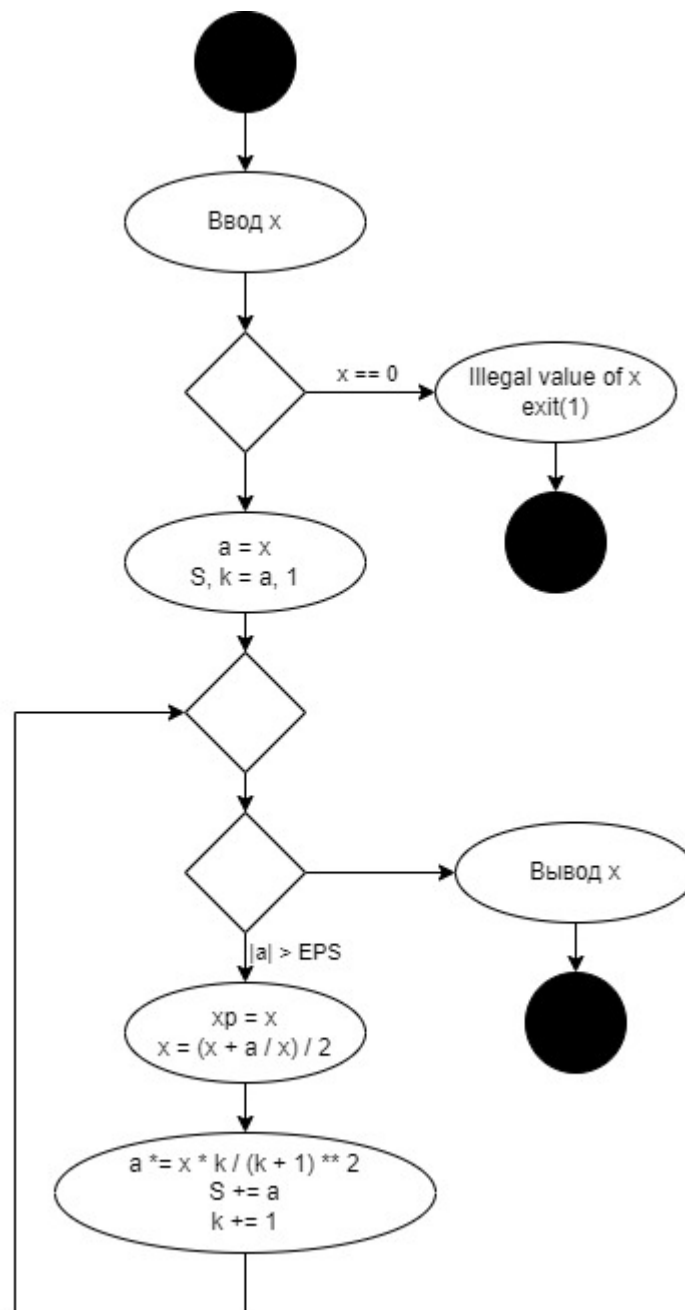 Ввод x
x == 0
Illegal value of x
exit(1)
a = x
S, k = a, 1
Вывод x
|a| > EPS
xp = x
x = (x + a / x) / 2
a *= x * k / (k + 1) ** 2
S += a
k += 1